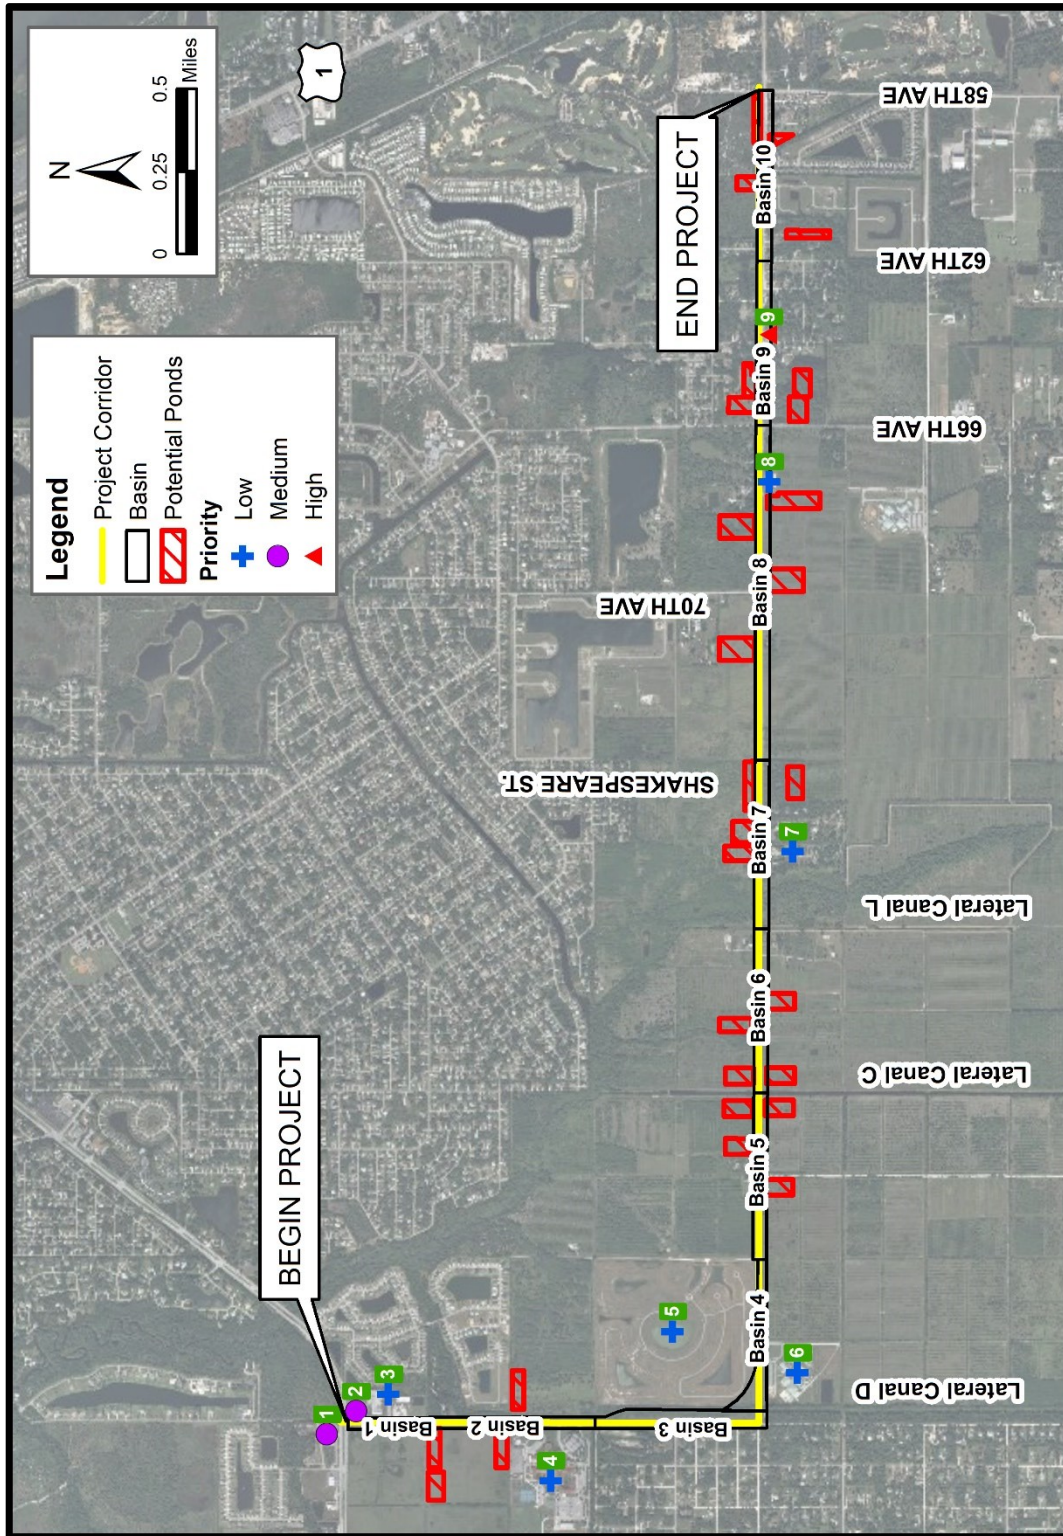 N
0 0.25 0.5
Miles
1
Legend
Project Corridor
Basin
Potential Ponds
Priority
Low
Medium
High
BEGIN PROJECT
END PROJECT
1
2
3
4
5
6
7
8
9
Basin 1
Basin 2
Basin 3
Basin 4
Basin 5
Basin 6
Basin 7
Basin 8
Basin 9
Basin 10
Lateral Canal D
Lateral Canal C
Lateral Canal L
SHAKESPEARE ST.
70TH AVE
66TH AVE
62TH AVE
58TH AVE